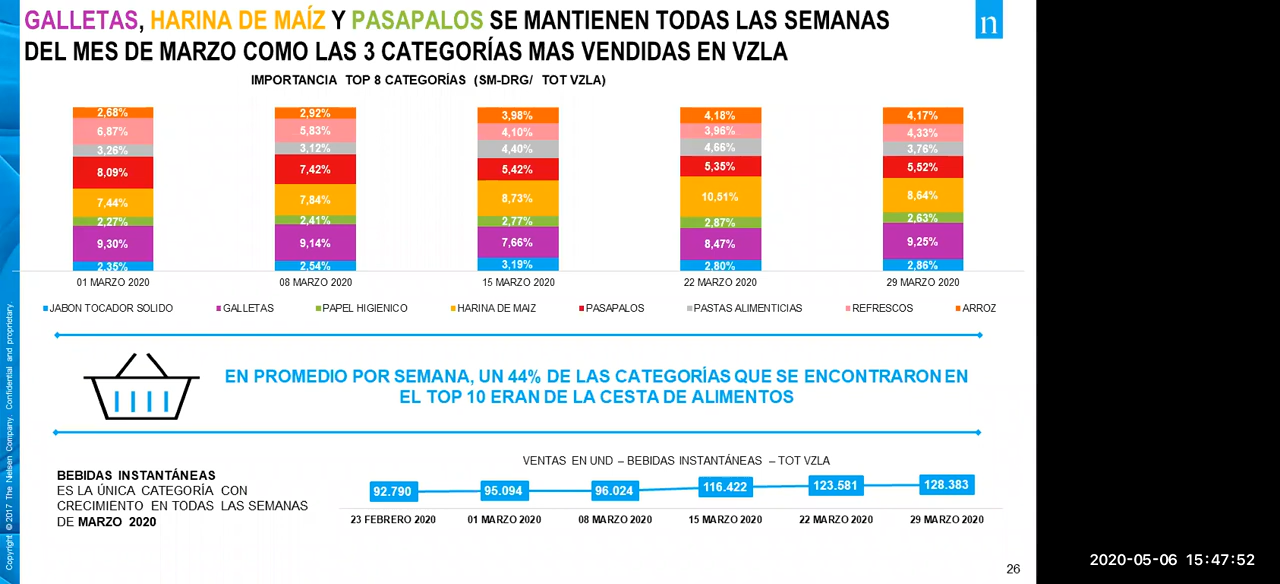 GALLETAS, HARINA DE MAÍZ Y PASAPALOS SE MANTIENEN TODAS LAS SEMANAS
DEL MES DE MARZO COMO LAS 3 CATEGORÍAS MAS VENDIDAS EN VZLA
n
IMPORTANCIA TOP 8 CATEGORÍAS (SM-DRG/ TOT VZLA)
2,68% 2,92% 3,98% 4,18% 4,17%
6,87% 5,83% 4,10% 3,96% 4,33%
3,26% 3,12% 4,40% 4,66% 3,76%
8,09% 7,42% 5,42% 5,35% 5,52%
7,44% 7,84% 8,73% 10,51% 8,64%
2,27% 2,41% 2,77% 2,87% 2,63%
9,30% 9,14% 7,66% 8,47% 9,25%
2,35% 2,54% 3,19% 2,80% 2,86%
01 MARZO 2020 08 MARZO 2020 15 MARZO 2020 22 MARZO 2020 29 MARZO 2020
JABON TOCADOR SOLIDO GALLETAS PAPEL HIGIENICO HARINA DE MAIZ PASAPALOS PASTAS ALIMENTICIAS REFRESCOS ARROZ
EN PROMEDIO POR SEMANA, UN 44% DE LAS CATEGORÍAS QUE SE ENCONTRARON EN
EL TOP 10 ERAN DE LA CESTA DE ALIMENTOS
BEBIDAS INSTANTÁNEAS
ES LA ÚNICA CATEGORÍA CON
CRECIMIENTO EN TODAS LAS SEMANAS
DE MARZO 2020
VENTAS EN UND – BEBIDAS INSTANTÁNEAS – TOT VZLA
92.790 95.094 96.024 116.422 123.581 128.383
23 FEBRERO 2020 01 MARZO 2020 08 MARZO 2020 15 MARZO 2020 22 MARZO 2020 29 MARZO 2020
26
Copyright © 2017 The Nielsen Company. Confidential and proprietary.
2020-05-06 15:47:52